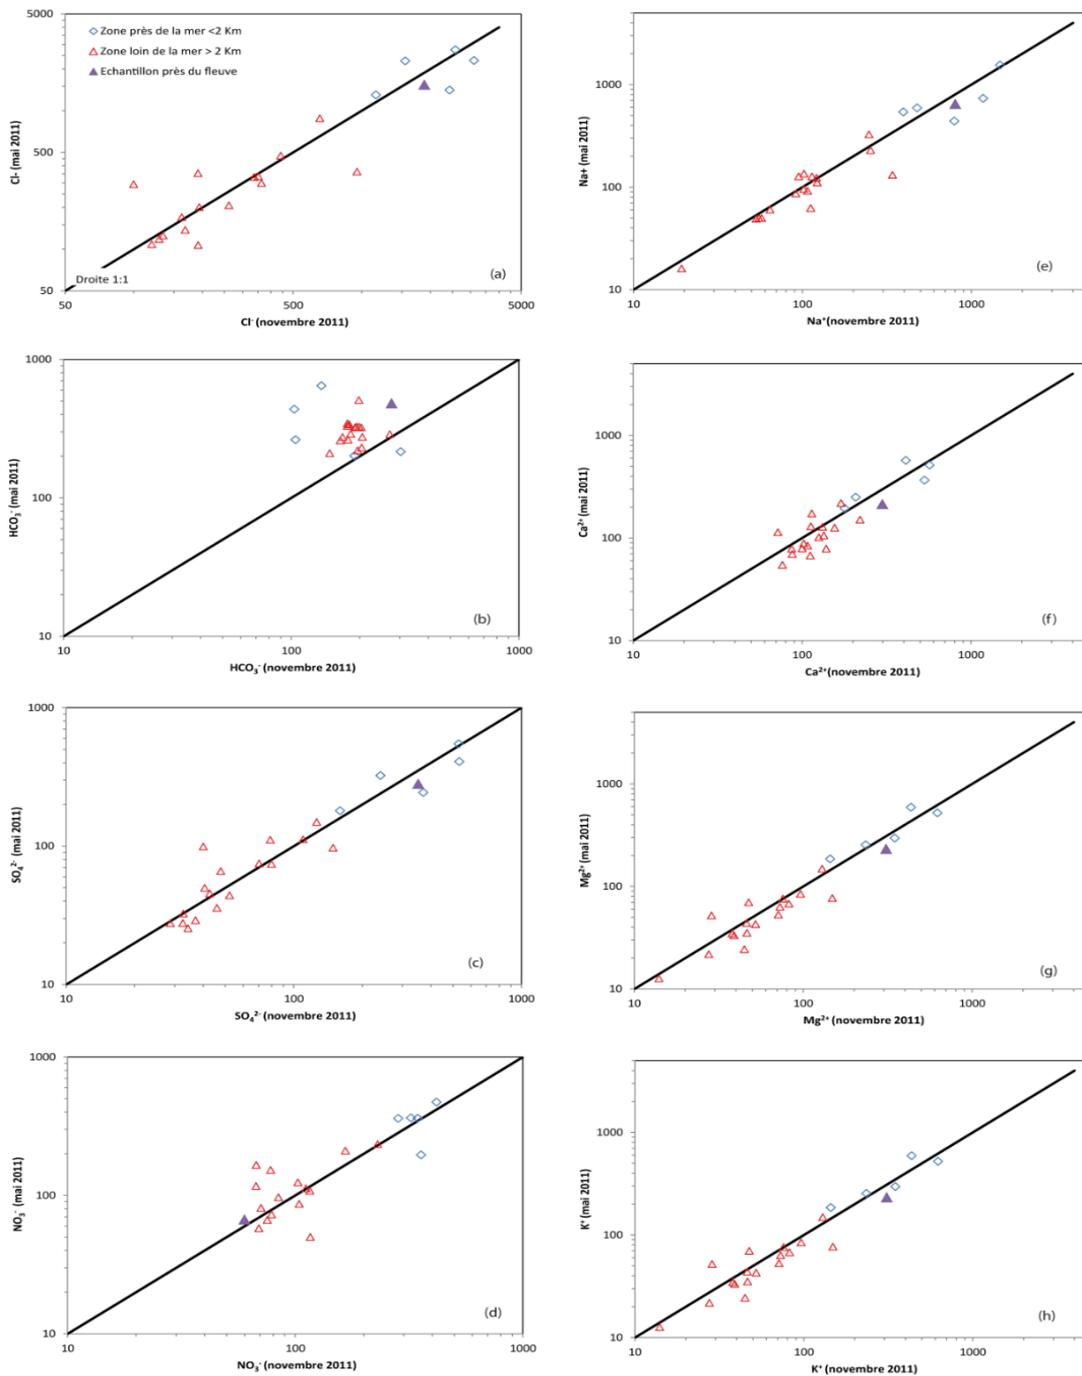 5000
500
50
50
500
5000
Zone près de la mer <2 Km
Zone loin de la mer > 2 Km
Echantillon près du fleuve
Droite 1:1
(a)
Cl- (mai 2011)
Cl⁻ (novembre 2011)
1000
100
10
10
100
1000
Na+ (mai 2011)
(e)
Na⁺(novembre 2011)
1000
100
10
10
100
1000
HCO₃⁻ (mai 2011)
(b)
HCO₃⁻ (novembre 2011)
1000
100
10
10
100
1000
Ca²⁺ (mai 2011)
(f)
Ca²⁺(novembre 2011)
1000
100
10
10
100
1000
SO₄²⁻ (mai 2011)
(c)
SO₄²⁻ (novembre 2011)
1000
100
10
10
100
1000
Mg²⁺ (mai 2011)
(g)
Mg²⁺ (novembre 2011)
1000
100
10
10
100
1000
NO₃⁻ (mai 2011)
(d)
NO₃⁻ (novembre 2011)
1000
100
10
10
100
1000
K⁺ (mai 2011)
(h)
K⁺ (novembre 2011)